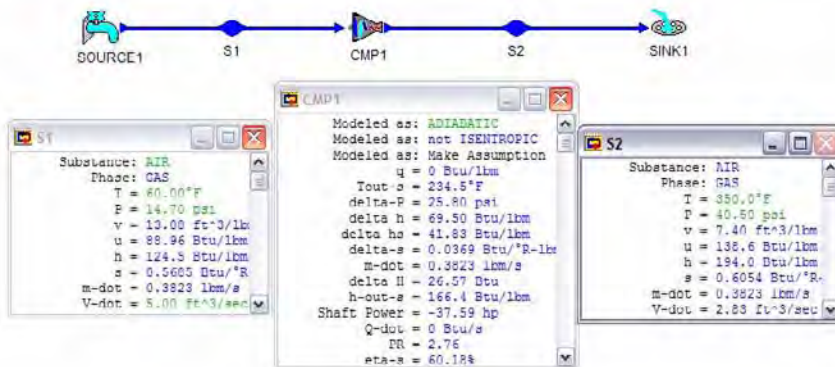 SOURCE1
S1
CMP1
S2
SINK1
S1
Substance: AIR
Phase: GAS
T = 60.00°F
P = 14.70 psi
v = 13.08 ft^3/lb
u = 88.96 Btu/lbm
h = 124.5 Btu/lbm
s = 0.5685 Btu/°R
m-dot = 0.3823 lbm/s
V-dot = 5.00 ft^3/sec
CMP1
Modeled as: ADIABATIC
Modeled as: not ISENTROPIC
Modeled as: Make Assumption
q = 0 Btu/lbm
Tout-s = 234.5°F
delta-P = 25.80 psi
delta h = 69.50 Btu/lbm
delta hs = 41.83 Btu/lbm
delta-s = 0.0369 Btu/°R-lb
m-dot = 0.3823 lbm/s
delta H = 26.57 Btu
h-out-s = 166.4 Btu/lbm
Shaft Power = -37.59 hp
Q-dot = 0 Btu/s
PR = 2.76
eta-s = 60.18%
S2
Substance: AIR
Phase: GAS
T = 350.0°F
P = 40.50 psi
v = 7.40 ft^3/lbm
u = 138.6 Btu/lbm
h = 194.0 Btu/lbm
s = 0.6054 Btu/°R-
m-dot = 0.3823 lbm/s
V-dot = 2.83 ft^3/sec